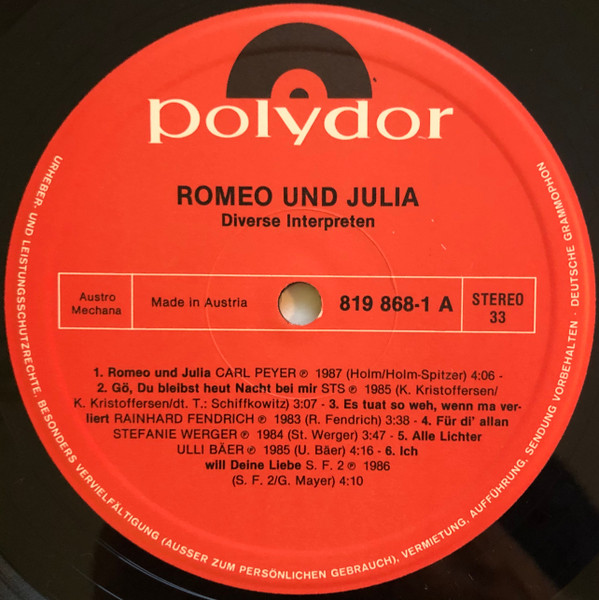 polydor
ROMEO UND JULIA
Diverse Interpreten
Austro
Mechana
Made in Austria
819 868-1 A
STEREO
33
1. Romeo und Julia CARL PEYER ℗ 1987 (Holm/Holm-Spitzer) 4:06 -
2. Gö, Du bleibst heut Nacht bei mir STS ℗ 1985 (K. Kristoffersen/
K. Kristoffersen/dt. T.: Schiffkowitz) 3:07 - 3. Es tuat so weh, wenn ma ver-
liert RAINHARD FENDRICH ℗ 1983 (R. Fendrich) 3:38 - 4. Für di' allan
STEFANIE WERGER ℗ 1984 (St. Werger) 3:47 - 5. Alle Lichter
ULLI BÄER ℗ 1985 (U. Bäer) 4:16 - 6. Ich
will Deine Liebe S. F. 2 ℗ 1986
(S. F. 2/G. Mayer) 4:10
URHEBER- UND LEISTUNGSSCHUTZRECHTE, BESONDERS VERVIELFÄLTIGUNG (AUSSER ZUM PERSÖNLICHEN GEBRAUCH), VERMIETUNG, AUFFÜHRUNG, SENDUNG VORBEHALTEN · DEUTSCHE GRAMMOPHON